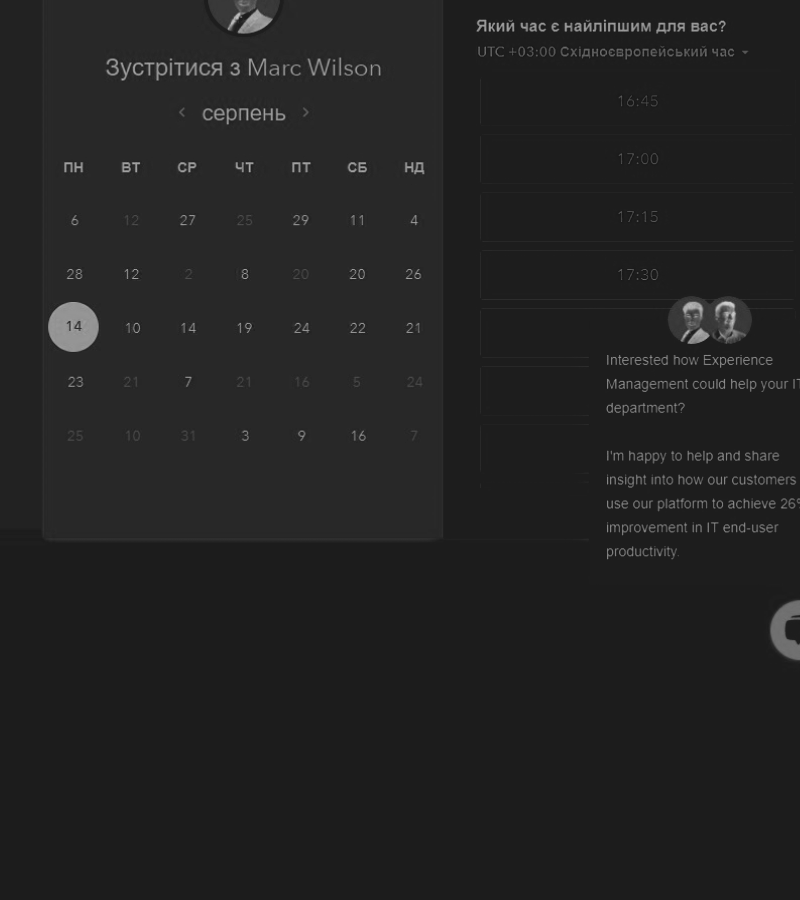 Зустрітися з Marc Wilson
серпень
ПН ВТ СР ЧТ ПТ СБ НД
6 12 27 25 29 11 4
28 12 2 8 20 20 26
14 10 14 19 24 22 21
23 21 7 21 16 5 24
25 10 31 3 9 16 7
Який час є найліпшим для вас?
UTC +03:00 Східноєвропейський час
16:45
17:00
17:15
17:30
Interested how Experience
Management could help your IT
department?
I'm happy to help and share
insight into how our customers
use our platform to achieve 26%
improvement in IT end-user
productivity.